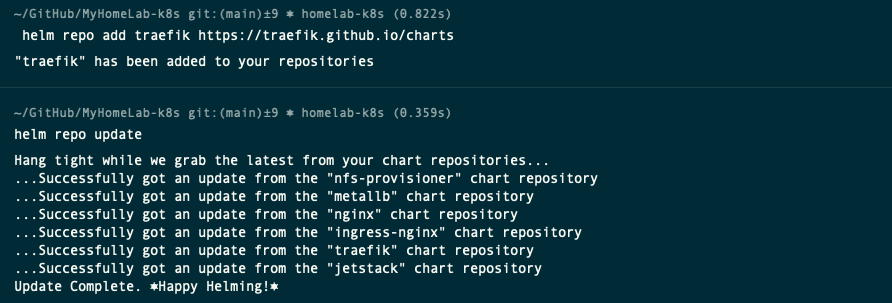 ~/GitHub/MyHomeLab-k8s git:(main)±9 ⎈ homelab-k8s (0.822s)
helm repo add traefik https://traefik.github.io/charts
"traefik" has been added to your repositories
~/GitHub/MyHomeLab-k8s git:(main)±9 ⎈ homelab-k8s (0.359s)
helm repo update
Hang tight while we grab the latest from your chart repositories...
...Successfully got an update from the "nfs-provisioner" chart repository
...Successfully got an update from the "metallb" chart repository
...Successfully got an update from the "nginx" chart repository
...Successfully got an update from the "ingress-nginx" chart repository
...Successfully got an update from the "traefik" chart repository
...Successfully got an update from the "jetstack" chart repository
Update Complete. ⎈Happy Helming!⎈